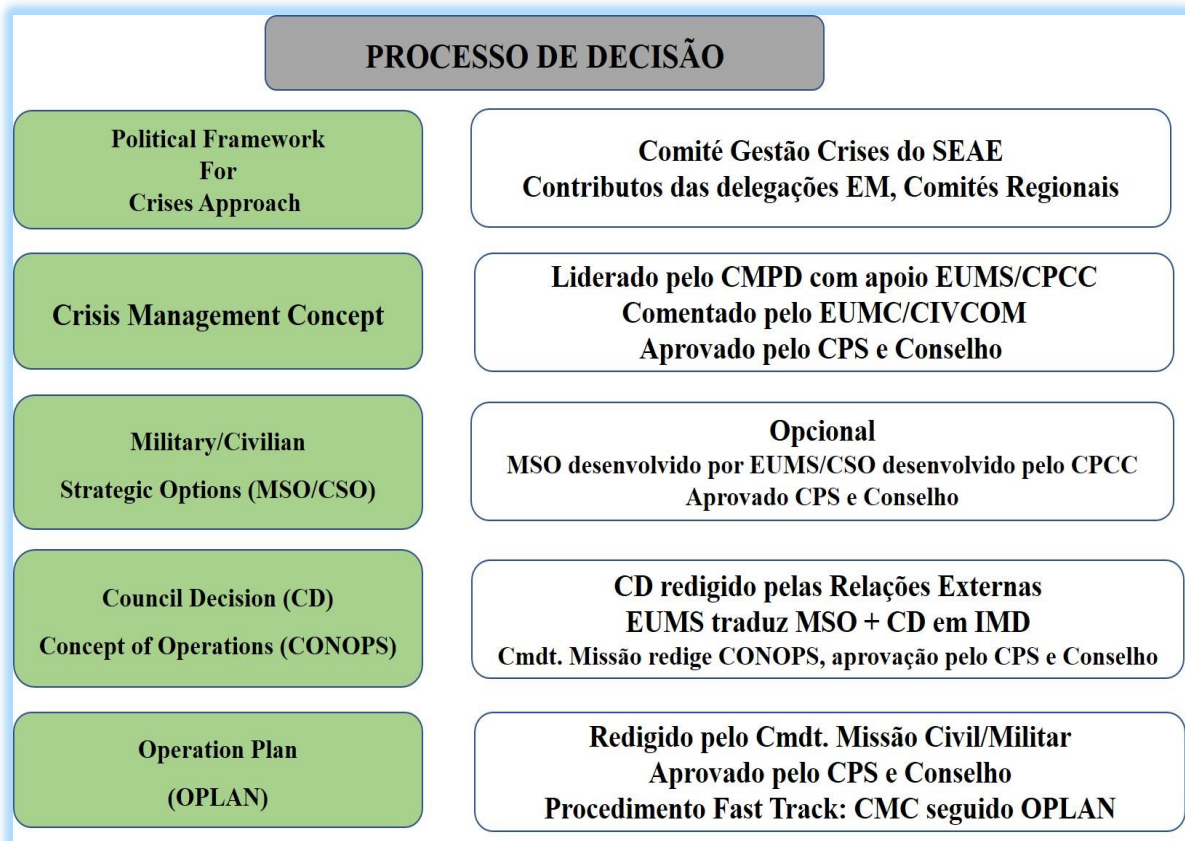 PROCESSO DE DECISÃO
Political Framework
For
Crises Approach
Comité Gestão Crises do SEAE
Contributos das delegações EM, Comités Regionais
Crisis Management Concept
Liderado pelo CMPD com apoio EUMS/CPCC
Comentado pelo EUMC/CIVCOM
Aprovado pelo CPS e Conselho
Military/Civilian
Strategic Options (MSO/CSO)
Opcional
MSO desenvolvido por EUMS/CSO desenvolvido pelo CPCC
Aprovado CPS e Conselho
Council Decision (CD)
Concept of Operations (CONOPS)
CD redigido pelas Relações Externas
EUMS traduz MSO + CD em IMD
Cmdt. Missão redige CONOPS, aprovação pelo CPS e Conselho
Operation Plan
(OPLAN)
Redigido pelo Cmdt. Missão Civil/Militar
Aprovado pelo CPS e Conselho
Procedimento Fast Track: CMC seguido OPLAN